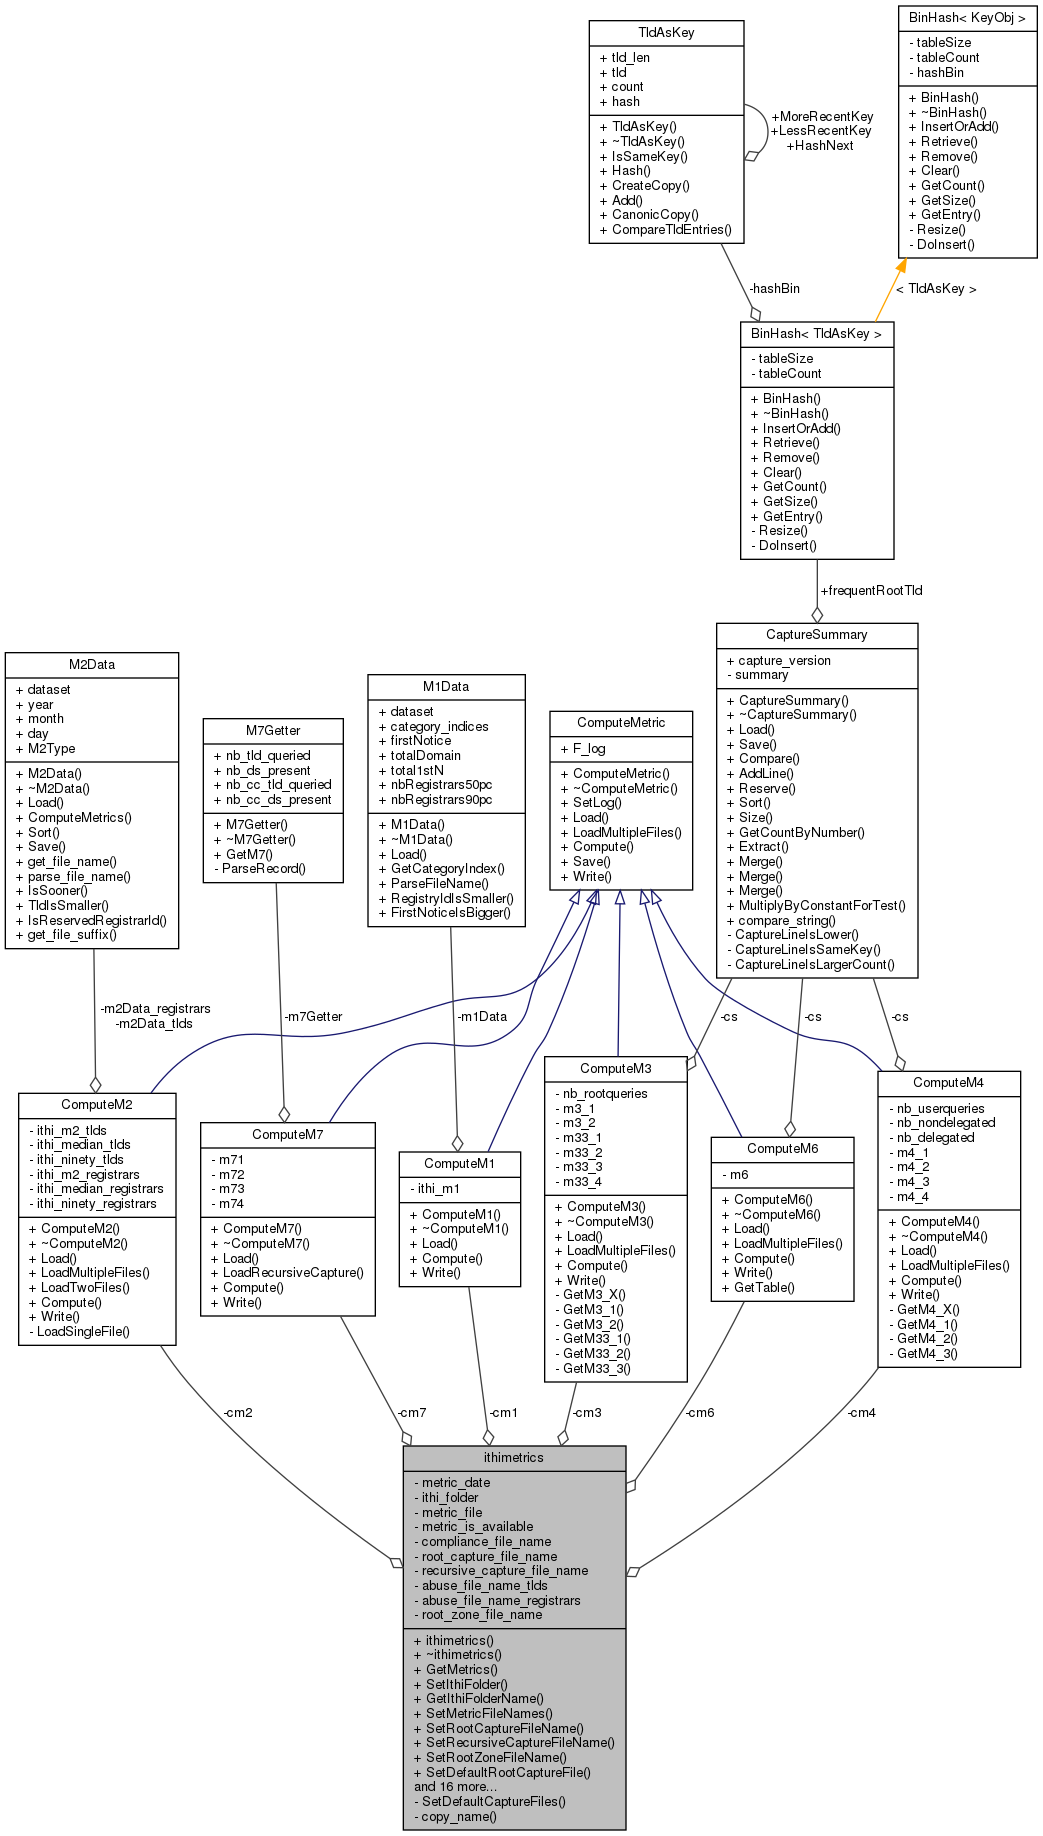 BinHash< KeyObj >
- tableSize
- tableCount
- hashBin
+ BinHash()
+ ~BinHash()
+ InsertOrAdd()
+ Retrieve()
+ Remove()
+ Clear()
+ GetCount()
+ GetSize()
+ GetEntry()
- Resize()
- DoInsert()
TldAsKey
+ tld_len
+ tld
+ count
+ hash
+ TldAsKey()
+ ~TldAsKey()
+ IsSameKey()
+ Hash()
+ CreateCopy()
+ Add()
+ CanonicCopy()
+ CompareTldEntries()
+MoreRecentKey
+LessRecentKey
+HashNext
-hashBin
< TldAsKey >
BinHash< TldAsKey >
- tableSize
- tableCount
+ BinHash()
+ ~BinHash()
+ InsertOrAdd()
+ Retrieve()
+ Remove()
+ Clear()
+ GetCount()
+ GetSize()
+ GetEntry()
- Resize()
- DoInsert()
+frequentRootTld
CaptureSummary
+ capture_version
- summary
+ CaptureSummary()
+ ~CaptureSummary()
+ Load()
+ Save()
+ Compare()
+ AddLine()
+ Reserve()
+ Sort()
+ Size()
+ GetCountByNumber()
+ Extract()
+ Merge()
+ Merge()
+ Merge()
+ MultiplyByConstantForTest()
+ compare_string()
- CaptureLineIsLower()
- CaptureLineIsSameKey()
- CaptureLineIsLargerCount()
M2Data
+ dataset
+ year
+ month
+ day
+ M2Type
+ M2Data()
+ ~M2Data()
+ Load()
+ ComputeMetrics()
+ Sort()
+ Save()
+ get_file_name()
+ parse_file_name()
+ IsSooner()
+ TldIsSmaller()
+ IsReservedRegistrarId()
+ get_file_suffix()
M7Getter
+ nb_tld_queried
+ nb_ds_present
+ nb_cc_tld_queried
+ nb_cc_ds_present
+ M7Getter()
+ ~M7Getter()
+ GetM7()
- ParseRecord()
M1Data
+ dataset
+ category_indices
+ firstNotice
+ totalDomain
+ total1stN
+ nbRegistrars50pc
+ nbRegistrars90pc
+ M1Data()
+ ~M1Data()
+ Load()
+ GetCategoryIndex()
+ ParseFileName()
+ RegistryIdIsSmaller()
+ FirstNoticeIsBigger()
ComputeMetric
+ F_log
+ ComputeMetric()
+ ~ComputeMetric()
+ SetLog()
+ Load()
+ LoadMultipleFiles()
+ Compute()
+ Save()
+ Write()
-m2Data_registrars
-m2Data_tlds
-m7Getter
-m1Data
-cs
-cs
-cs
ComputeM2
- ithi_m2_tlds
- ithi_median_tlds
- ithi_ninety_tlds
- ithi_m2_registrars
- ithi_median_registrars
- ithi_ninety_registrars
+ ComputeM2()
+ ~ComputeM2()
+ Load()
+ LoadMultipleFiles()
+ LoadTwoFiles()
+ Compute()
+ Write()
- LoadSingleFile()
ComputeM7
- m71
- m72
- m73
- m74
+ ComputeM7()
+ ~ComputeM7()
+ Load()
+ LoadRecursiveCapture()
+ Compute()
+ Write()
ComputeM1
- ithi_m1
+ ComputeM1()
+ ~ComputeM1()
+ Load()
+ Compute()
+ Write()
ComputeM3
- nb_rootqueries
- m3_1
- m3_2
- m33_1
- m33_2
- m33_3
- m33_4
+ ComputeM3()
+ ~ComputeM3()
+ Load()
+ LoadMultipleFiles()
+ Compute()
+ Write()
- GetM3_X()
- GetM3_1()
- GetM3_2()
- GetM33_1()
- GetM33_2()
- GetM33_3()
ComputeM6
- m6
+ ComputeM6()
+ ~ComputeM6()
+ Load()
+ LoadMultipleFiles()
+ Compute()
+ Write()
+ GetTable()
ComputeM4
- nb_userqueries
- nb_nondelegated
- nb_delegated
- m4_1
- m4_2
- m4_3
- m4_4
+ ComputeM4()
+ ~ComputeM4()
+ Load()
+ LoadMultipleFiles()
+ Compute()
+ Write()
- GetM4_X()
- GetM4_1()
- GetM4_2()
- GetM4_3()
-cm2
-cm7
-cm1
-cm3
-cm6
-cm4
ithimetrics
- metric_date
- ithi_folder
- metric_file
- metric_is_available
- compliance_file_name
- root_capture_file_name
- recursive_capture_file_name
- abuse_file_name_tlds
- abuse_file_name_registrars
- root_zone_file_name
+ ithimetrics()
+ ~ithimetrics()
+ GetMetrics()
+ SetIthiFolder()
+ GetIthiFolderName()
+ SetMetricFileNames()
+ SetRootCaptureFileName()
+ SetRecursiveCaptureFileName()
+ SetRootZoneFileName()
+ SetDefaultRootCaptureFile()
and 16 more...
- SetDefaultCaptureFiles()
- copy_name()